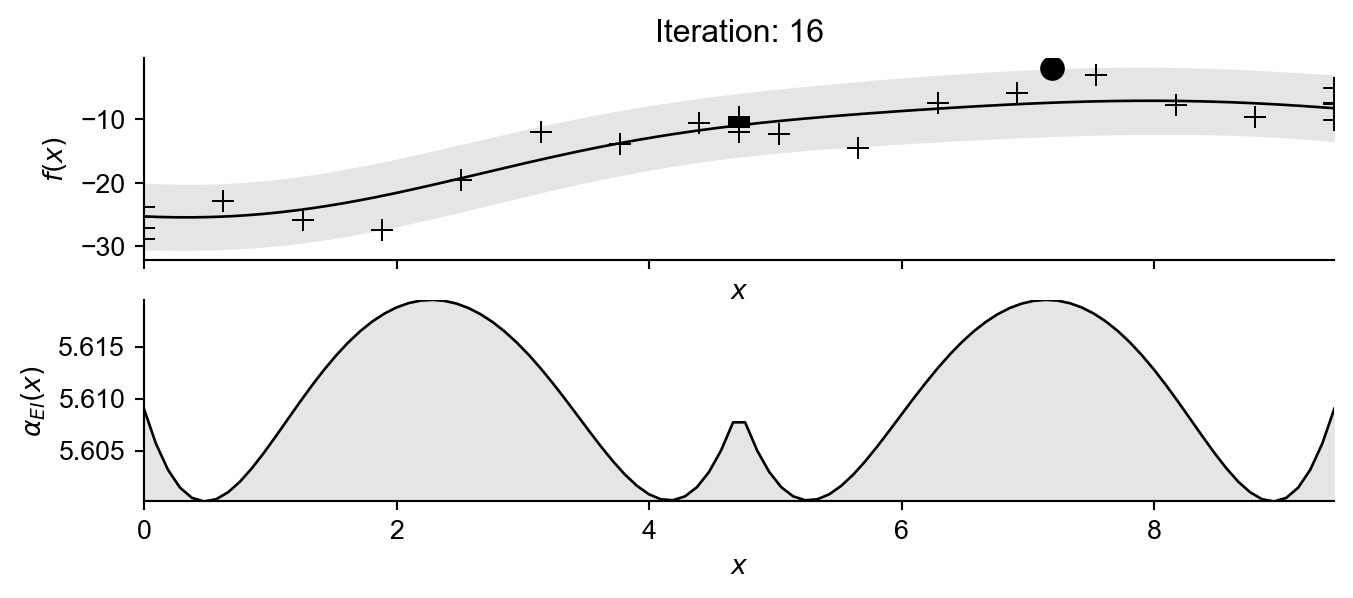 Iteration: 16
f(x)
−10
−20
−30
x
α_EI(x)
5.615
5.610
5.605
0 2 4 6 8
x